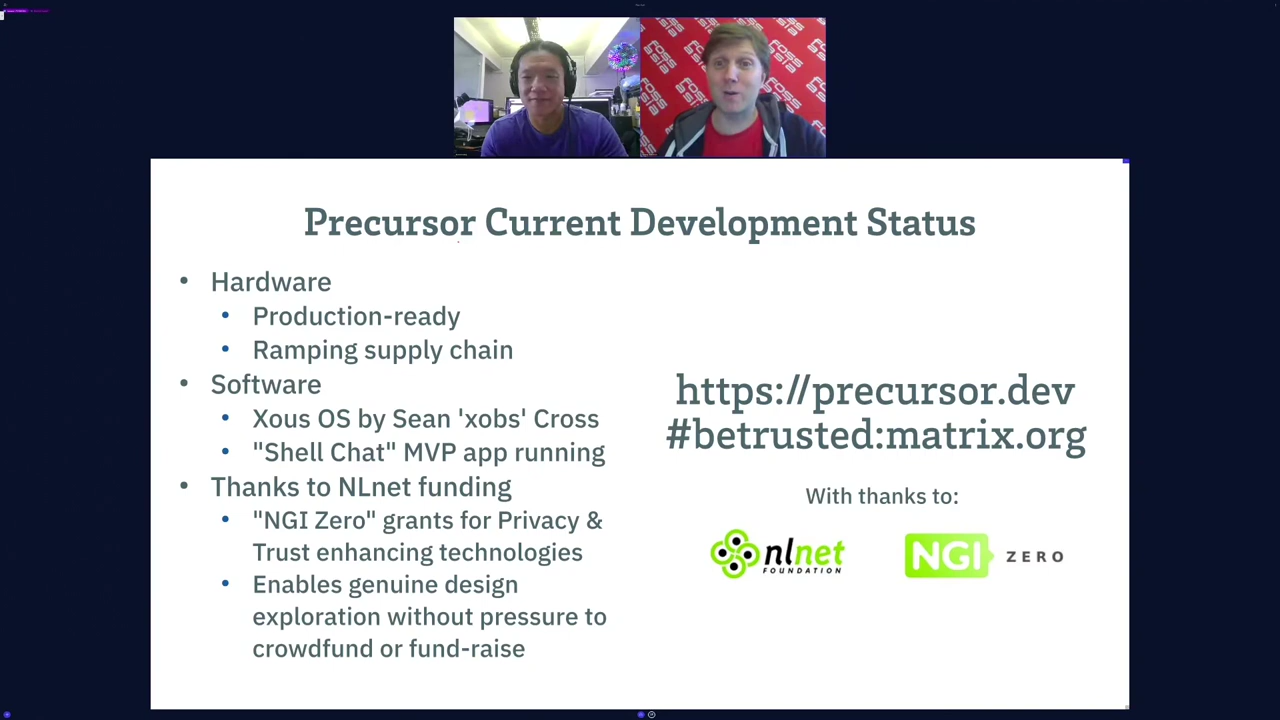 FOSS
ASIA
Precursor Current Development Status
• Hardware
• Production-ready
• Ramping supply chain
• Software
• Xous OS by Sean 'xobs' Cross
• "Shell Chat" MVP app running
• Thanks to NLnet funding
• "NGI Zero" grants for Privacy &
Trust enhancing technologies
• Enables genuine design
exploration without pressure to
crowdfund or fund-raise
https://precursor.dev
#betrusted:matrix.org
With thanks to:
nlnet
FOUNDATION
NGI ZERO